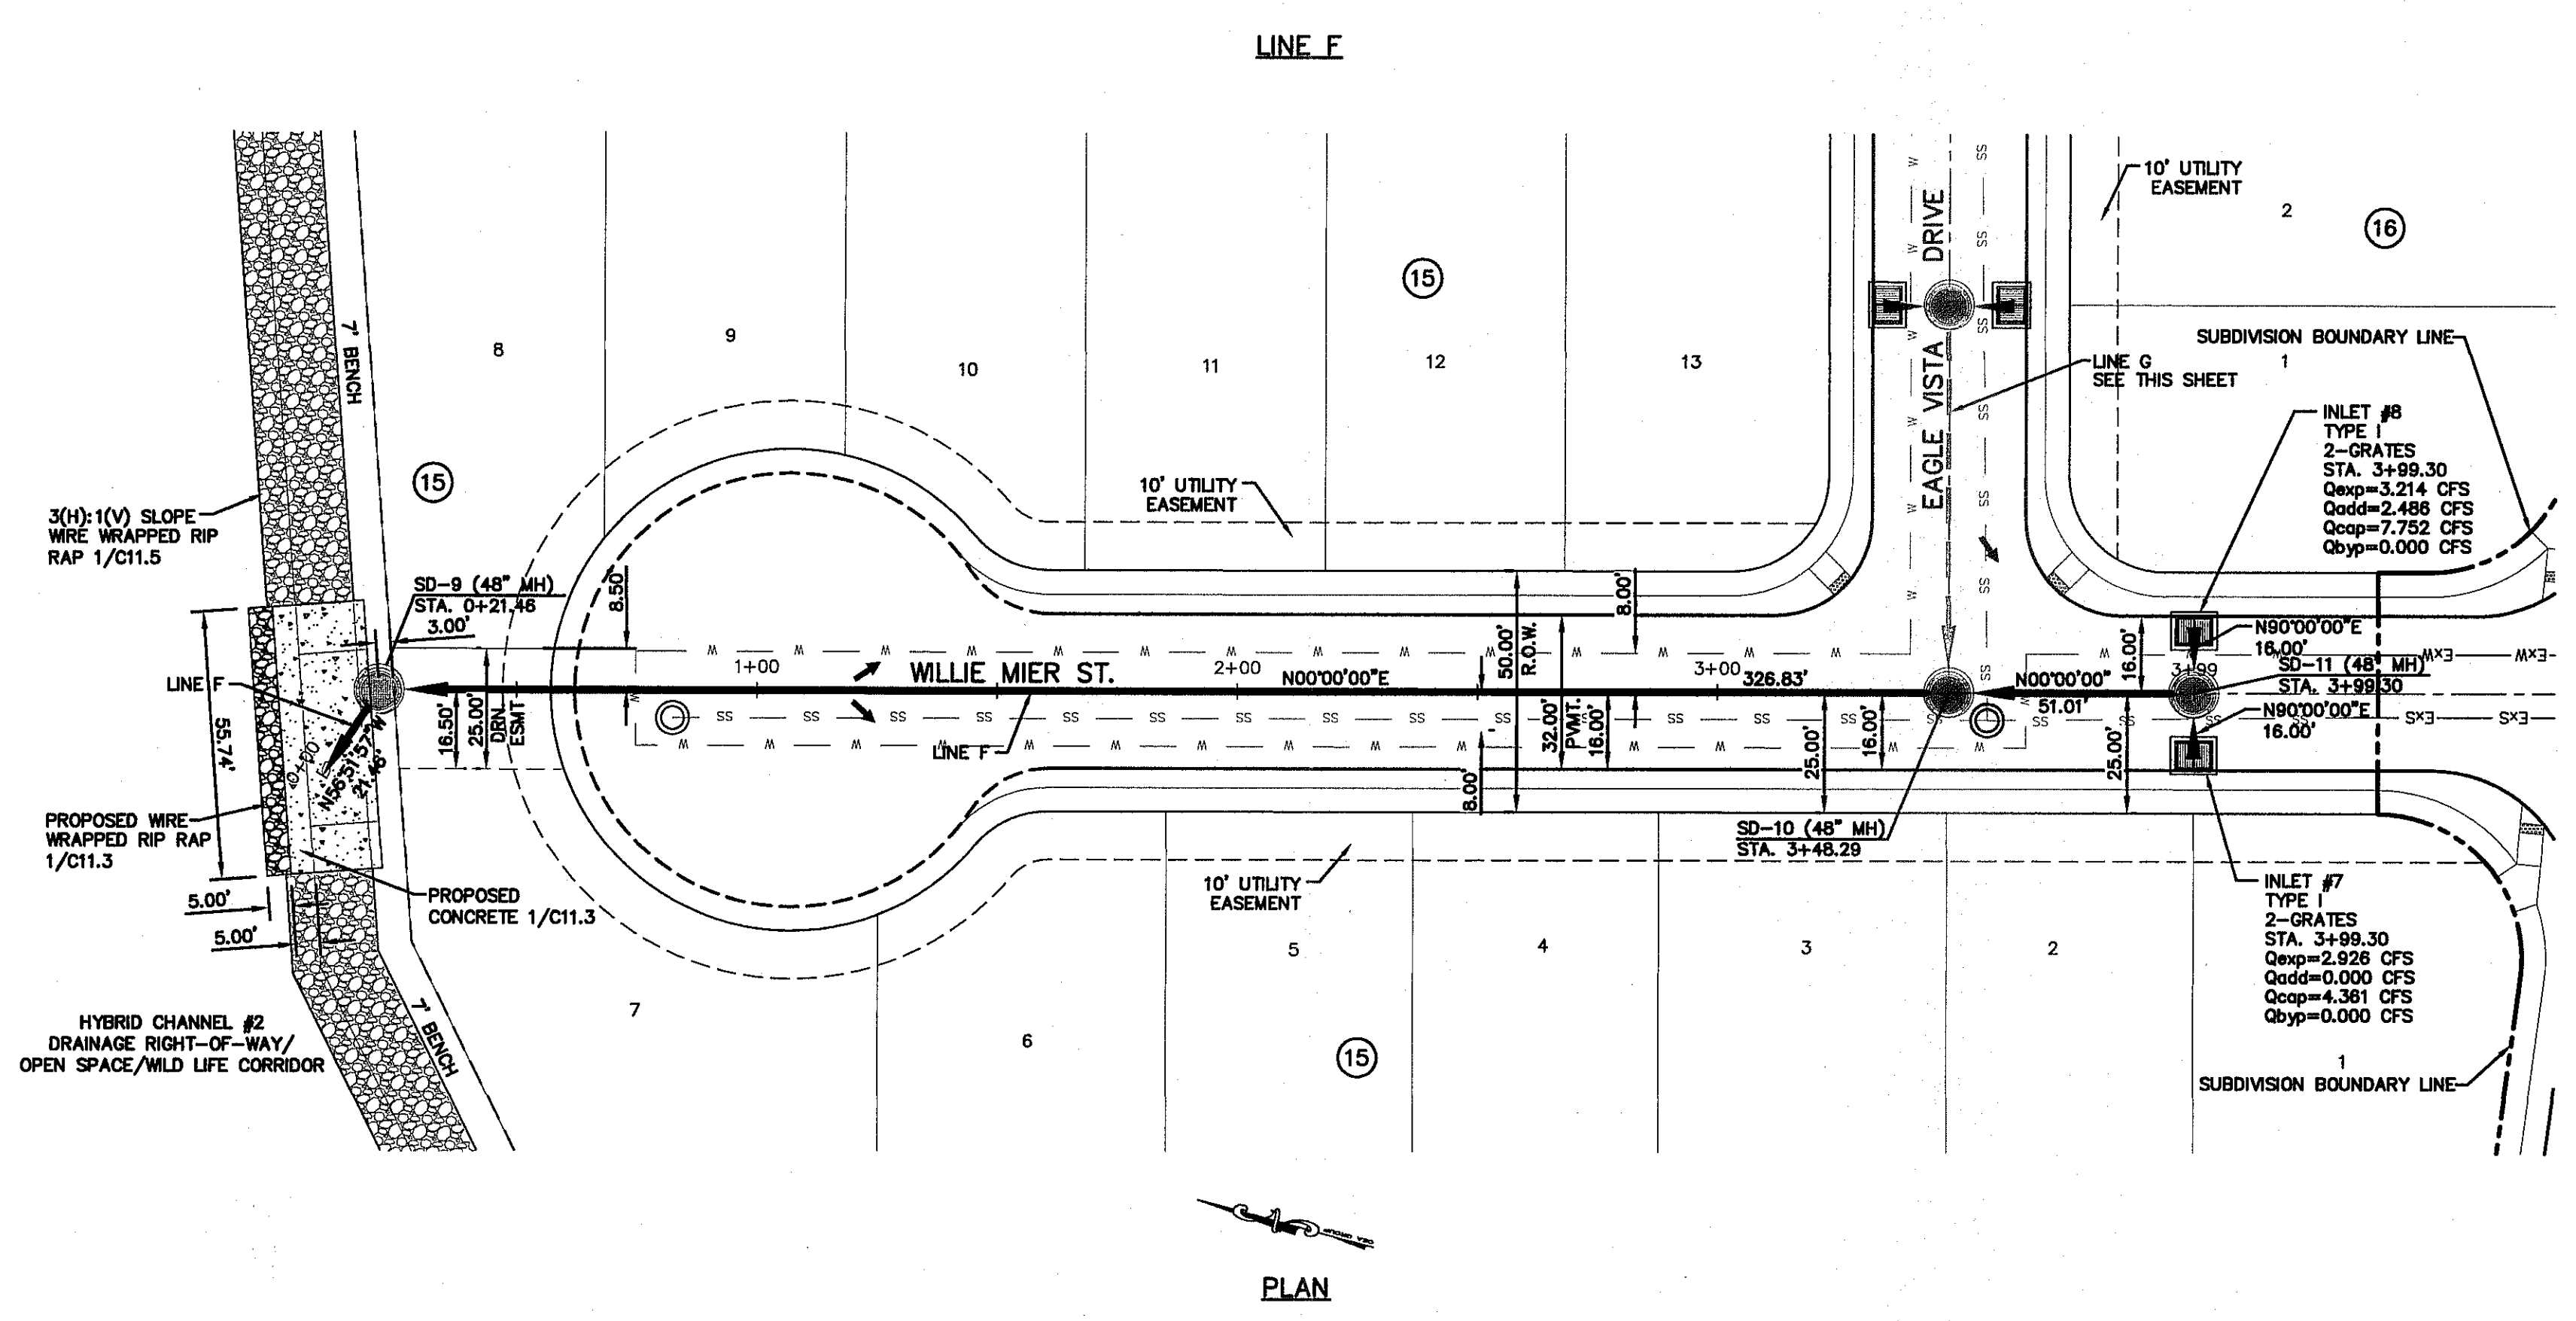 LINE F
10' UTILITY
EASEMENT
2
16
15
SUBDIVISION BOUNDARY LINE
1
EAGLE VISTA DRIVE
LINE G
SEE THIS SHEET
7' BENCH
8
9
10
11
12
13
INLET #8
TYPE I
2-GRATES
STA. 3+99.30
Qexp=3.214 CFS
Qadd=2.486 CFS
Qcap=7.752 CFS
Qbyp=0.000 CFS
15
10' UTILITY
EASEMENT
3(H):1(V) SLOPE
WIRE WRAPPED RIP
RAP 1/C11.5
SD-9 (48" MH)
STA. 0+21.46
3.00'
8.50'
8.00'
50.00'
R.O.W.
16.00'
N90°00'00"E
16.00'
3+99
SD-11 (48" MH)
STA. 3+99.30
N90°00'00"E
16.00'
LINE F
1+00
WILLIE MIER ST.
2+00
N00°00'00"E
3+00
326.83'
N00°00'00"
51.01'
16.50'
25.00'
DRN
ESMT
LINE F
32.00'
PVMT.
16.00'
25.00'
16.00'
25.00'
8.00'
55.74'
0+00
N56°51'57"W
21.46'
PROPOSED WIRE
WRAPPED RIP RAP
1/C11.3
SD-10 (48" MH)
STA. 3+48.29
10' UTILITY
EASEMENT
PROPOSED
CONCRETE 1/C11.3
5.00'
5.00'
INLET #7
TYPE I
2-GRATES
STA. 3+99.30
Qexp=2.926 CFS
Qadd=0.000 CFS
Qcap=4.361 CFS
Qbyp=0.000 CFS
7
6
5
4
3
2
15
7' BENCH
HYBRID CHANNEL #2
DRAINAGE RIGHT-OF-WAY/
OPEN SPACE/WILD LIFE CORRIDOR
1
SUBDIVISION BOUNDARY LINE
PLAN